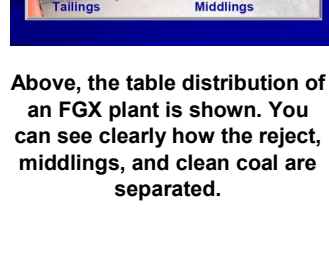 Tailings Middlings
Above, the table distribution of
an FGX plant is shown. You
can see clearly how the reject,
middlings, and clean coal are
separated.